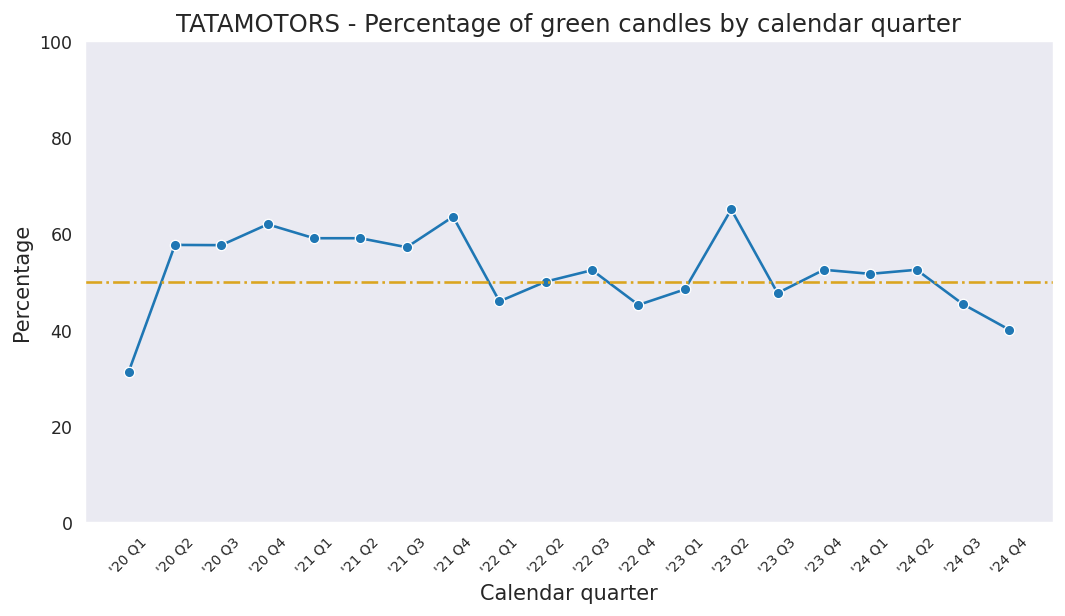 TATAMOTORS - Percentage of green candles by calendar quarter
100
80
60
40
20
0
Percentage
'20 Q1
'20 Q2
'20 Q3
'20 Q4
'21 Q1
'21 Q2
'21 Q3
'21 Q4
'22 Q1
'22 Q2
'22 Q3
'22 Q4
'23 Q1
'23 Q2
'23 Q3
'23 Q4
'24 Q1
'24 Q2
'24 Q3
'24 Q4
Calendar quarter